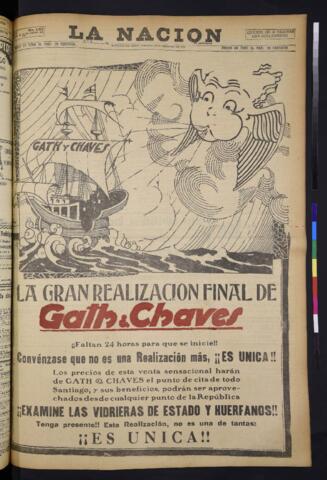 LA NACION
GATH Y CHAVES
LA GRAN REALIZACION FINAL DE
Gath & Chaves
¡¡Faltan 24 horas para que se inicie!!
Convénzase que no es una Realización más, ¡¡ES UNICA!!
Los precios de esta venta sensacional harán
de GATH & CHAVES el punto de cita de todo
Santiago, y sus beneficios, podrán ser aprove-
chados desde cualquier punto de la República
¡¡EXAMINE LAS VIDRIERAS DE ESTADO Y HUERFANOS!!
Tenga presente!! Esta Realización, no es una de tantas:
¡¡ES UNICA!!